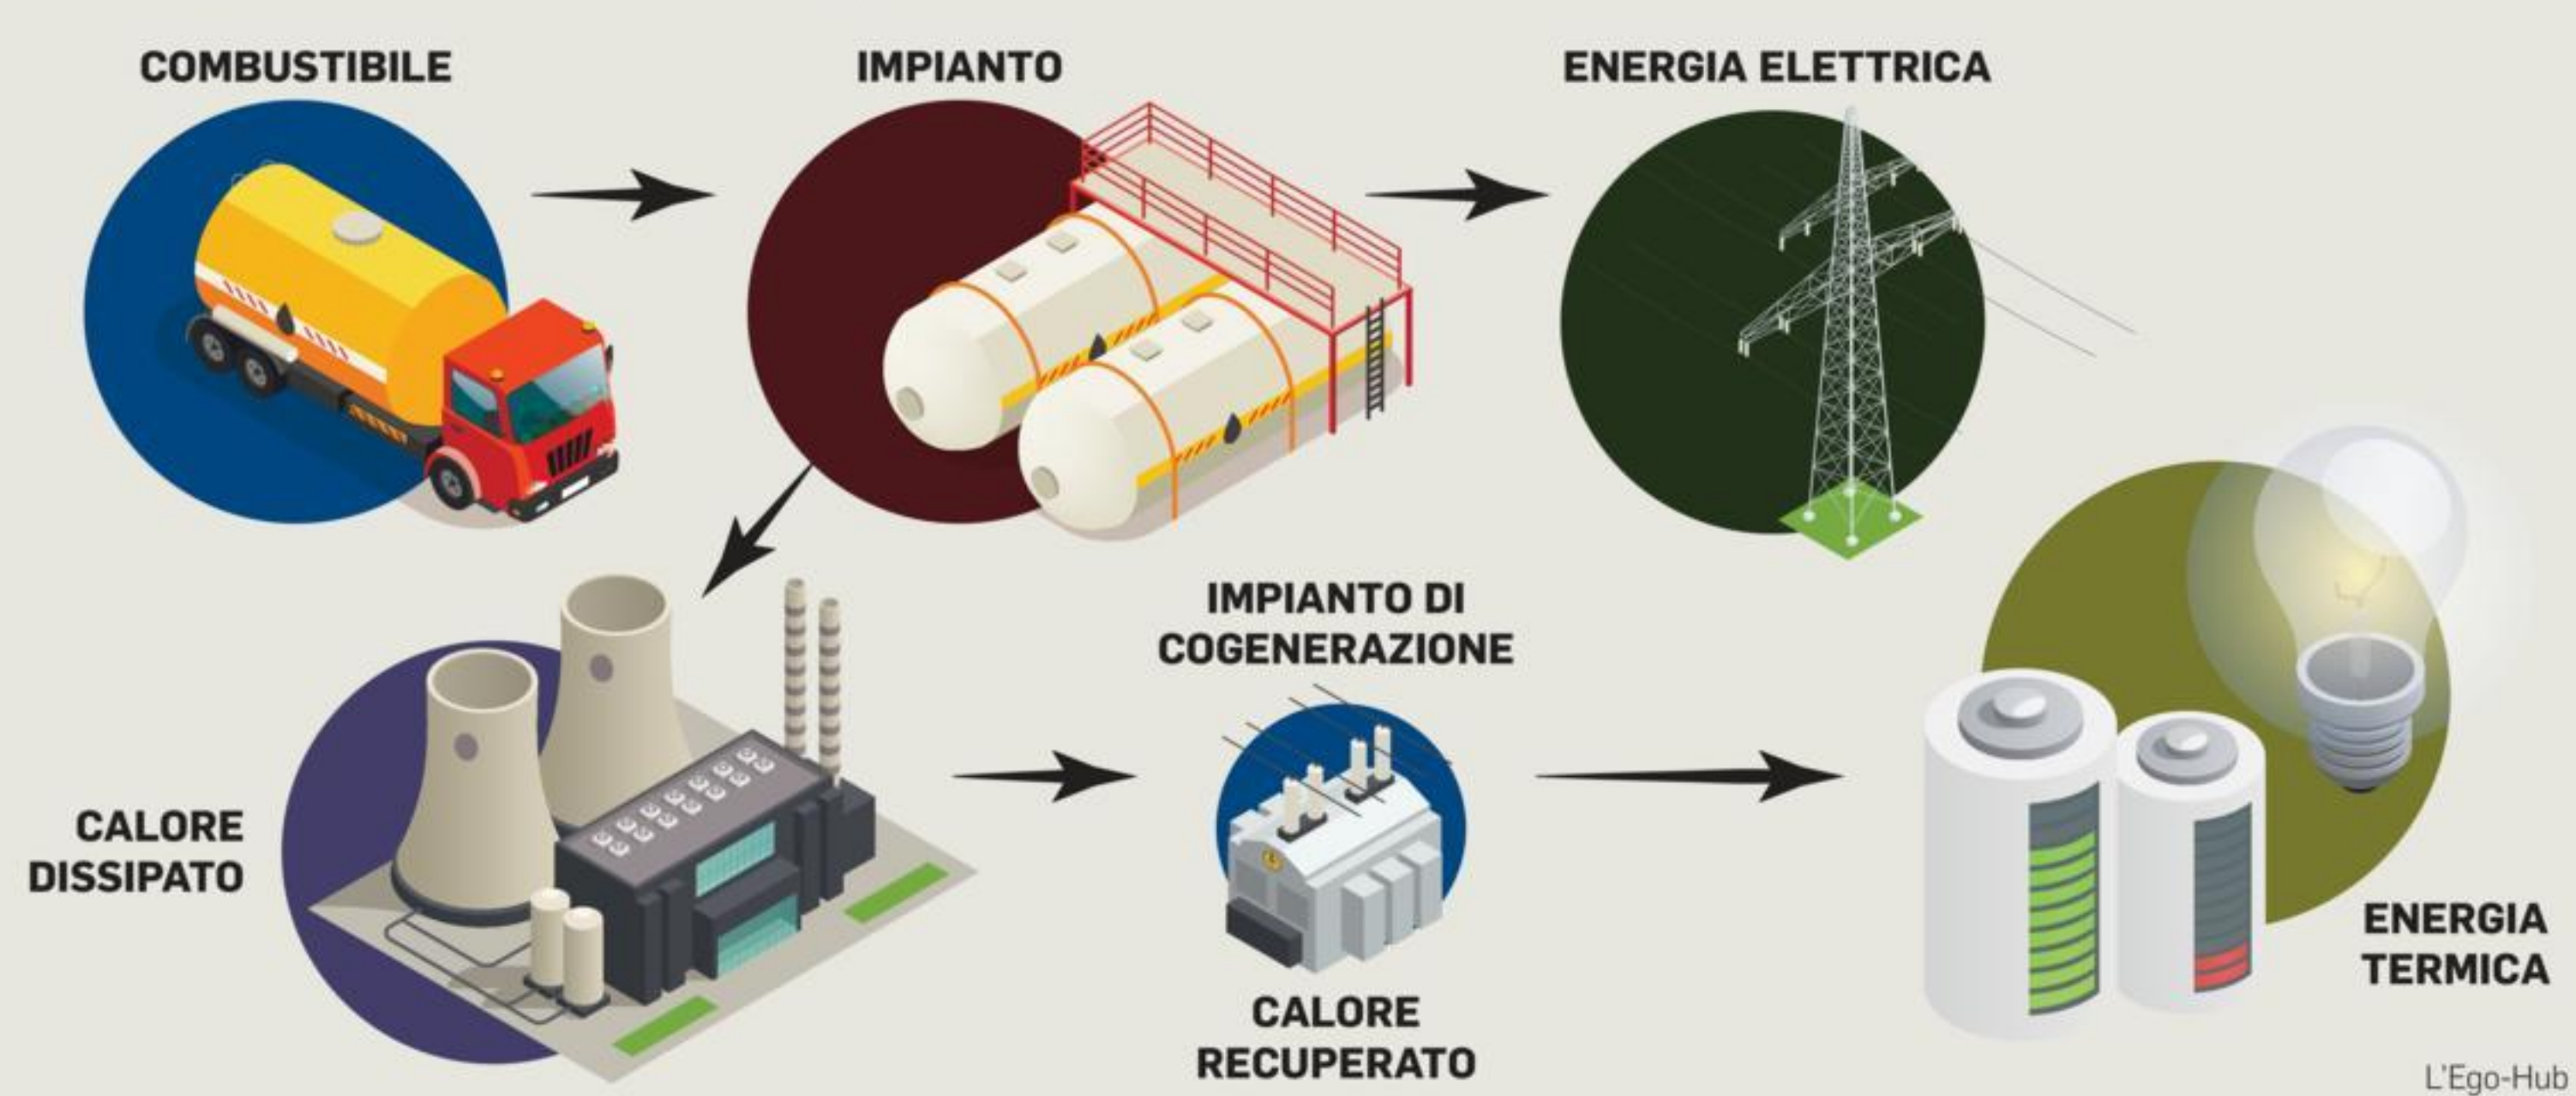 COMBUSTIBILE
IMPIANTO
ENERGIA ELETTRICA
IMPIANTO DI
COGENERAZIONE
CALORE
DISSIPATO
CALORE
RECUPERATO
ENERGIA
TERMICA
L'Ego-Hub